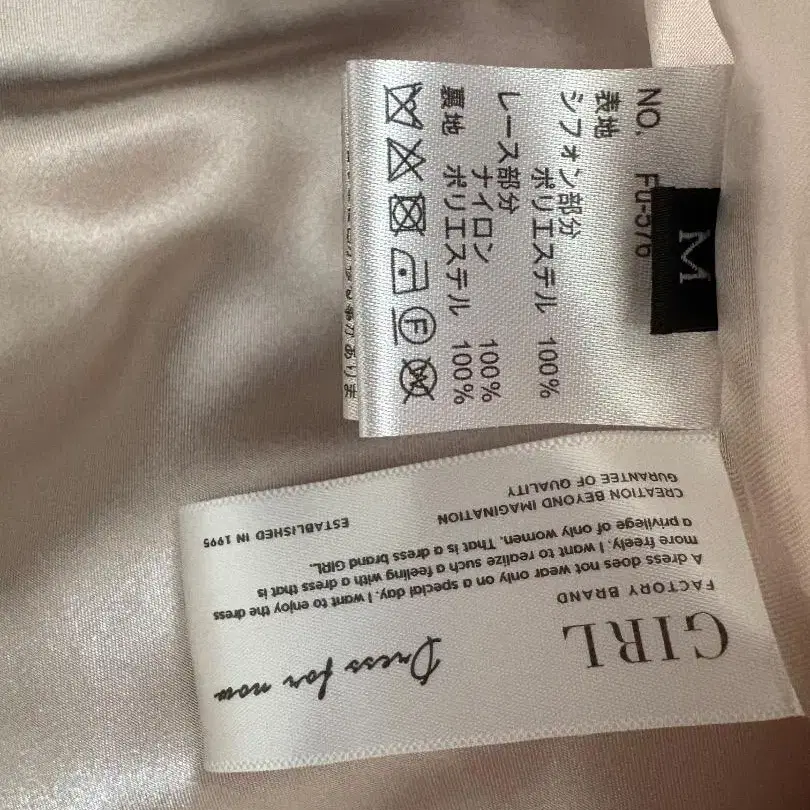 NO. FU-576
M
表地
シフォン部分
ポリエステル 100%
レース部分
ナイロン 100%
裏地 ポリエステル 100%
F
W
GIRL
FACTORY BRAND
Dress for now
A dress does not wear only on a special day, I want to enjoy the dress
more freely. I want to realize such a feeling with a dress that is
a privilege of only women. That is a dress brand GIRL.
CREATION BEYOND IMAGINATION
GURANTEE OF QUALITY
ESTABLISHED IN 1995